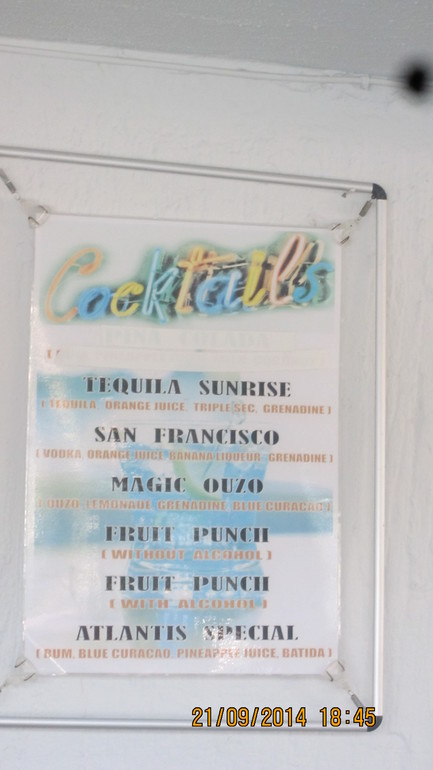 Cocktails
TEQUILA SUNRISE
( TEQUILA, ORANGE JUICE, TRIPLE SEC, GRENADINE )
SAN FRANCISCO
( VODKA, ORANGE JUICE, BANANA LIQUEUR, GRENADINE )
MAGIC OUZO
( OUZO, LEMONADE, GRENADINE, BLUE CURACAO )
FRUIT PUNCH
( WITHOUT ALCOHOL )
FRUIT PUNCH
( WITH ALCOHOL )
ATLANTIS SPECIAL
( RUM, BLUE CURACAO, PINEAPPLE JUICE, BATIDA )
21/09/2014 18:45